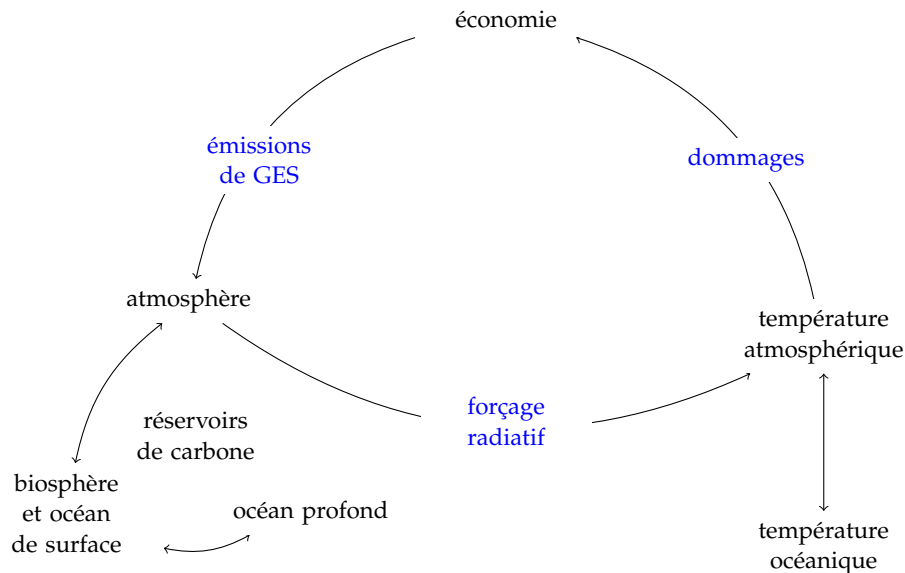 économie
émissions
de GES
dommages
atmosphère
température
atmosphérique
forçage
radiatif
réservoirs
de carbone
biosphère
et océan
de surface
océan profond
température
océanique